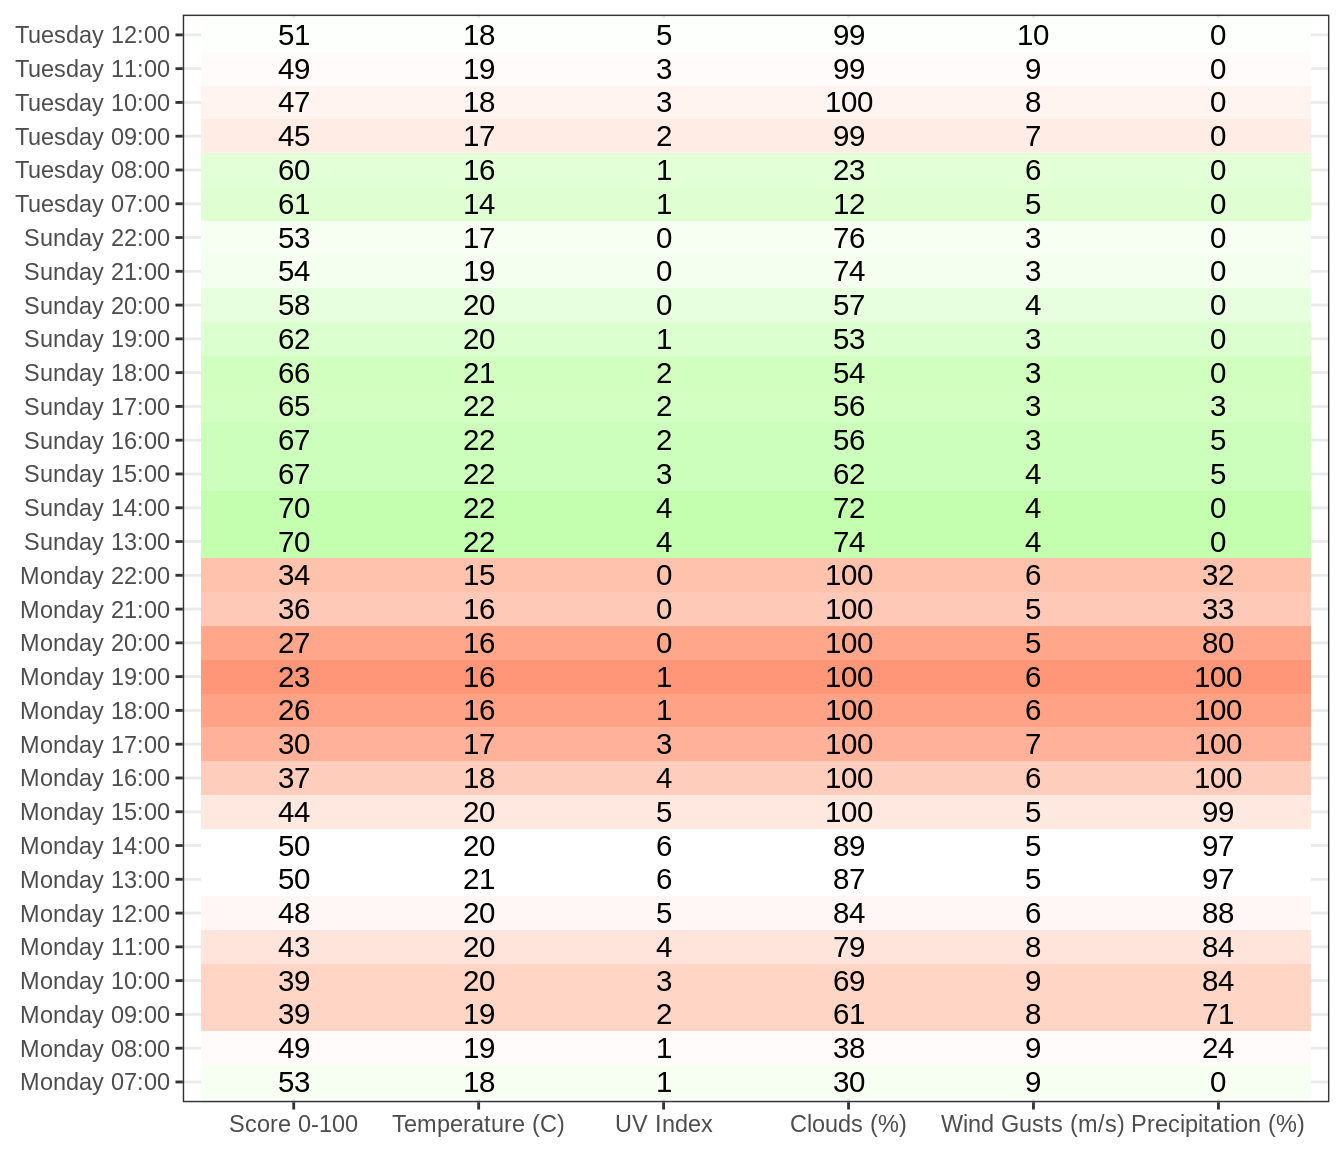 Tuesday 12:00 51 18 5 99 10 0
Tuesday 11:00 49 19 3 99 9 0
Tuesday 10:00 47 18 3 100 8 0
Tuesday 09:00 45 17 2 99 7 0
Tuesday 08:00 60 16 1 23 6 0
Tuesday 07:00 61 14 1 12 5 0
Sunday 22:00 53 17 0 76 3 0
Sunday 21:00 54 19 0 74 3 0
Sunday 20:00 58 20 0 57 4 0
Sunday 19:00 62 20 1 53 3 0
Sunday 18:00 66 21 2 54 3 0
Sunday 17:00 65 22 2 56 3 3
Sunday 16:00 67 22 2 56 3 5
Sunday 15:00 67 22 3 62 4 5
Sunday 14:00 70 22 4 72 4 0
Sunday 13:00 70 22 4 74 4 0
Monday 22:00 34 15 0 100 6 32
Monday 21:00 36 16 0 100 5 33
Monday 20:00 27 16 0 100 5 80
Monday 19:00 23 16 1 100 6 100
Monday 18:00 26 16 1 100 6 100
Monday 17:00 30 17 3 100 7 100
Monday 16:00 37 18 4 100 6 100
Monday 15:00 44 20 5 100 5 99
Monday 14:00 50 20 6 89 5 97
Monday 13:00 50 21 6 87 5 97
Monday 12:00 48 20 5 84 6 88
Monday 11:00 43 20 4 79 8 84
Monday 10:00 39 20 3 69 9 84
Monday 09:00 39 19 2 61 8 71
Monday 08:00 49 19 1 38 9 24
Monday 07:00 53 18 1 30 9 0
Score 0-100 Temperature (C) UV Index Clouds (%) Wind Gusts (m/s) Precipitation (%)